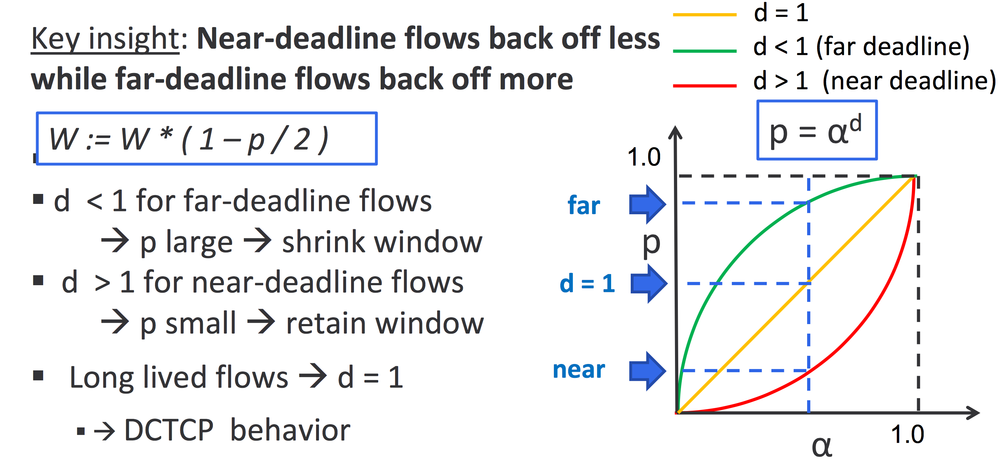 Key insight: Near-deadline flows back off less
while far-deadline flows back off more
W := W * ( 1 – p / 2 )
▪ d < 1 for far-deadline flows
→ p large → shrink window
▪ d > 1 for near-deadline flows
→ p small → retain window
▪ Long lived flows → d = 1
▪ → DCTCP behavior
d = 1
d < 1 (far deadline)
d > 1 (near deadline)
p = α^d
1.0
far
p
d = 1
near
1.0
α